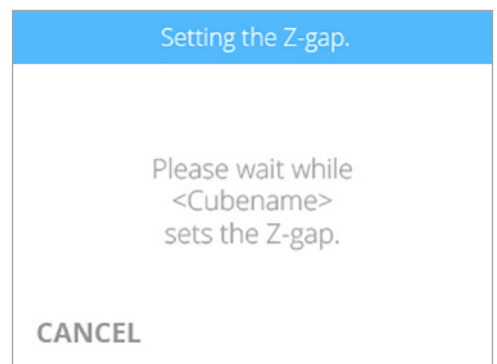 Setting the Z-gap.
Please wait while
<Cubename>
sets the Z-gap.
CANCEL